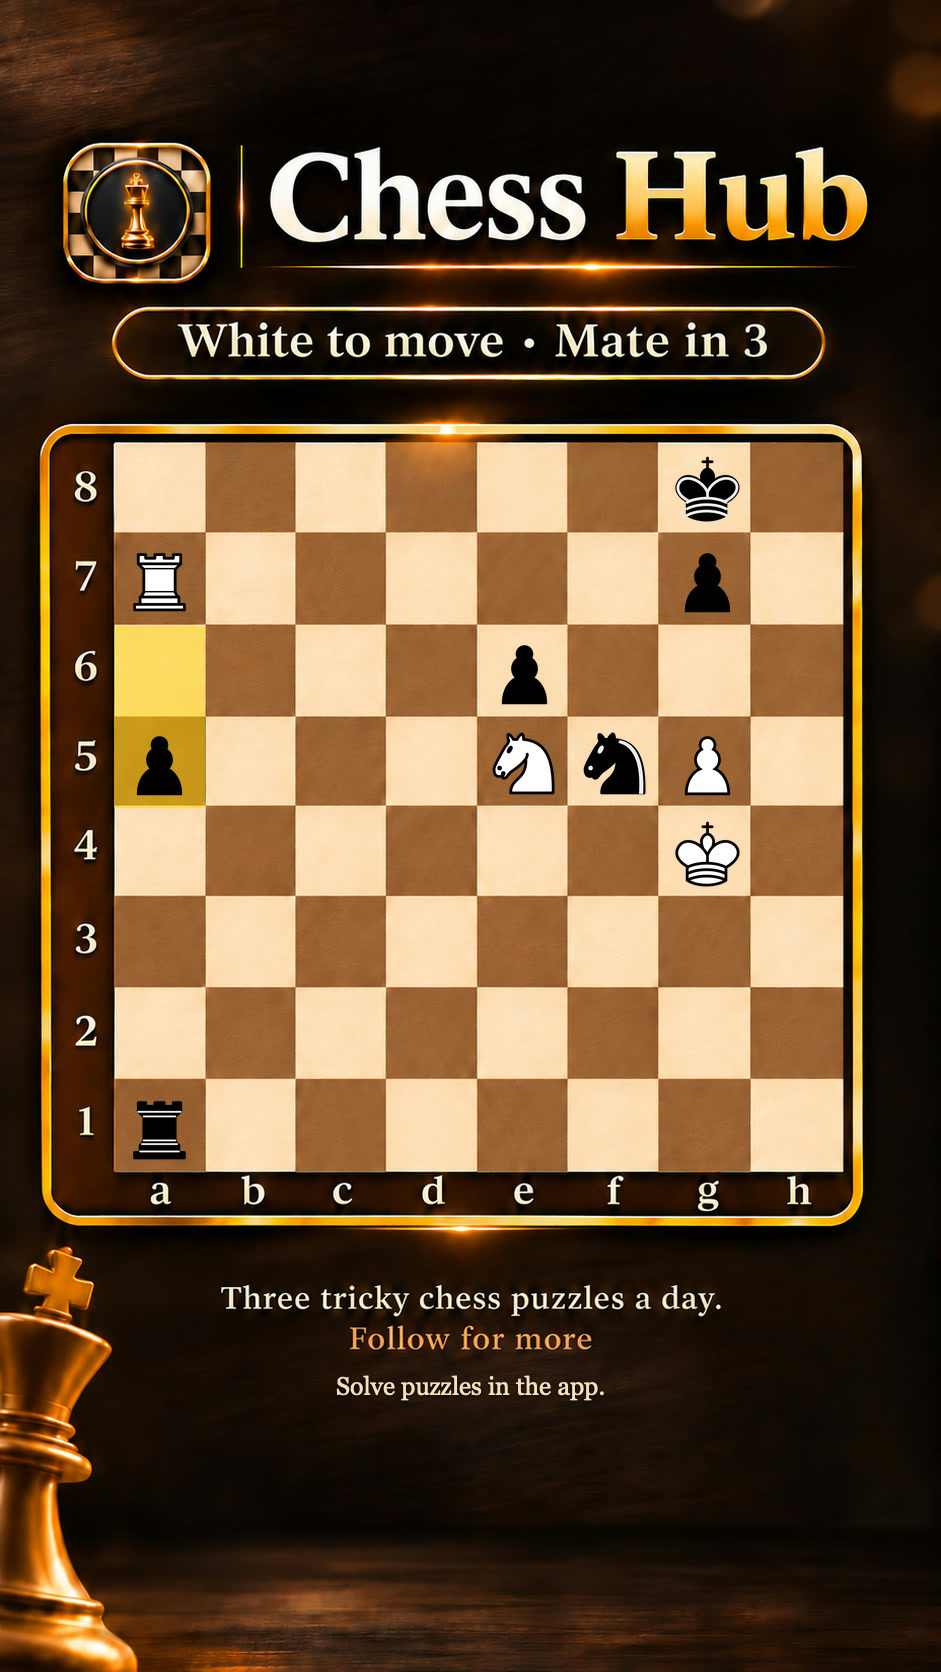 Chess Hub
White to move • Mate in 3
8
7
6
5
4
3
2
1
a b c d e f g h
Three tricky chess puzzles a day.
Follow for more
Solve puzzles in the app.